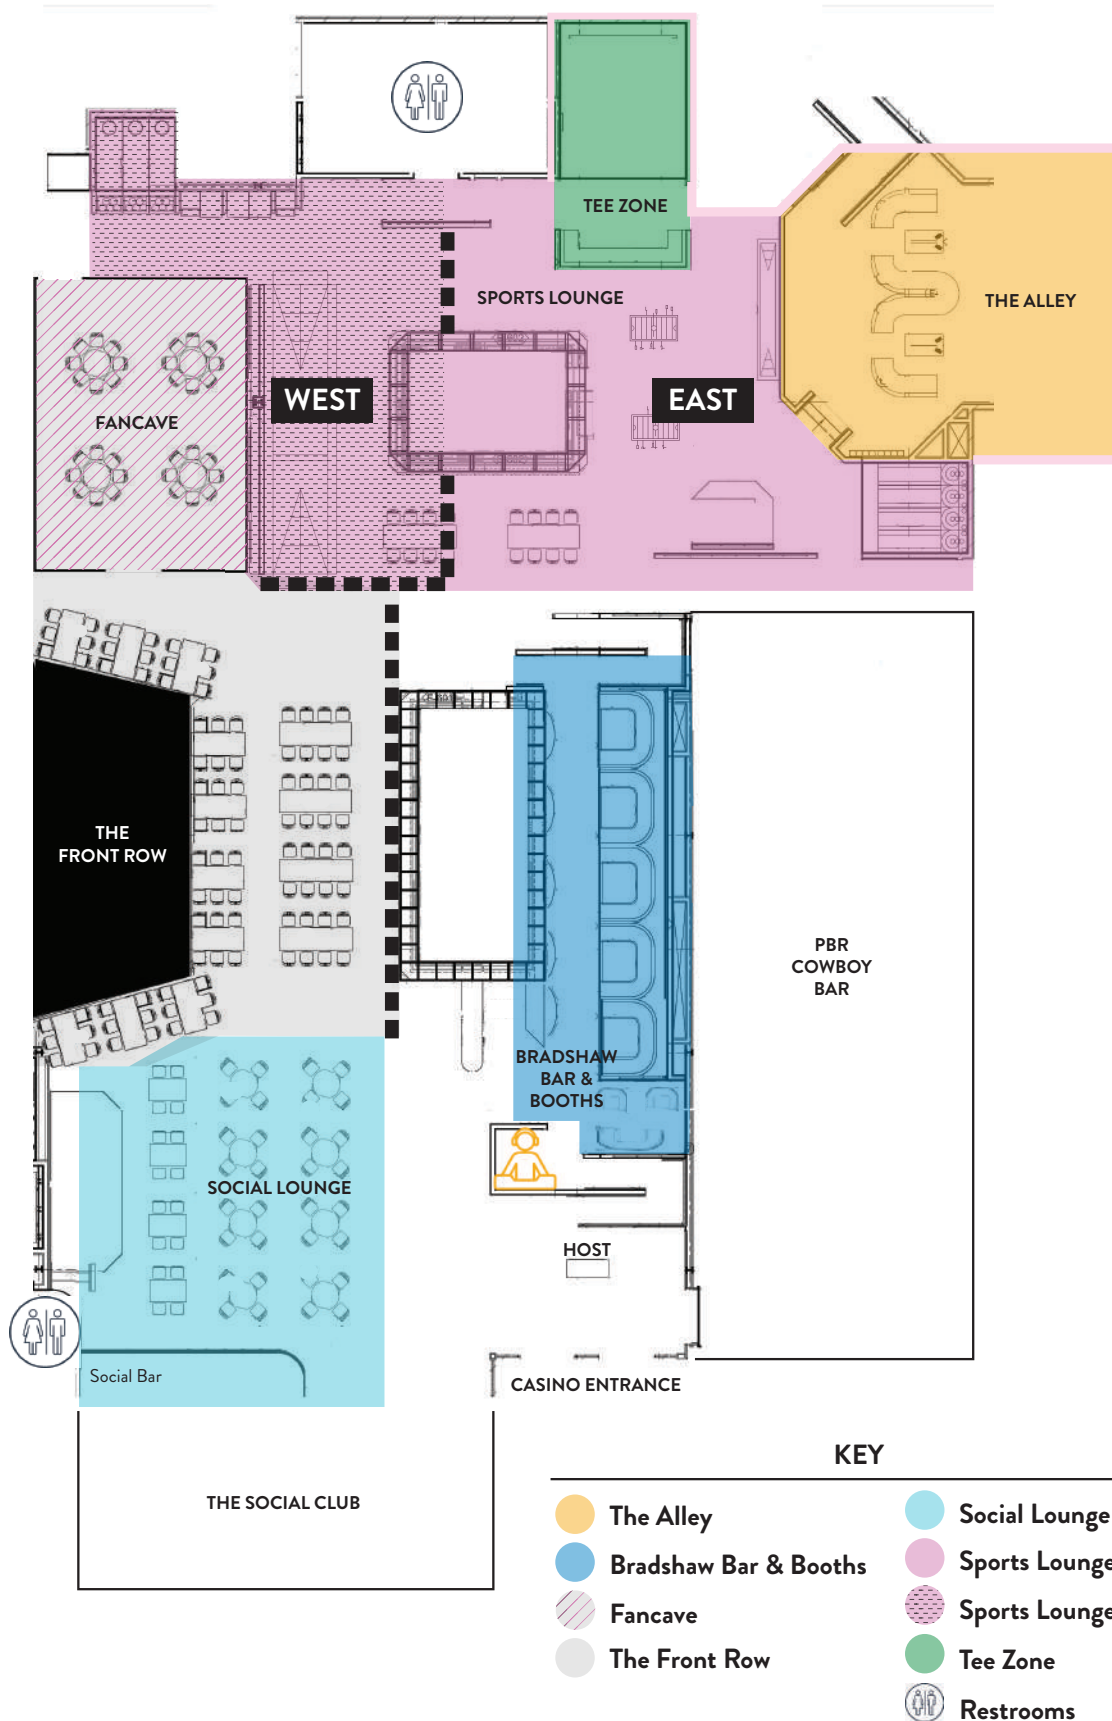 TEE ZONE
SPORTS LOUNGE
THE ALLEY
WEST
EAST
FANCAVE
THE
FRONT ROW
PBR
COWBOY
BAR
BRADSHAW
BAR &
BOOTHS
SOCIAL LOUNGE
HOST
Social Bar
CASINO ENTRANCE
THE SOCIAL CLUB
KEY
The Alley
Bradshaw Bar & Booths
Fancave
The Front Row
Social Lounge
Sports Lounge
Sports Lounge
Tee Zone
Restrooms